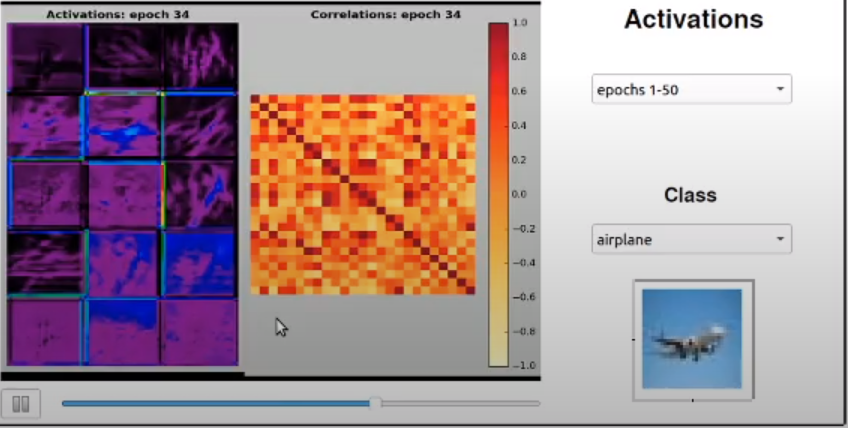 Activations: epoch 34
Correlations: epoch 34
1.0
0.8
0.6
0.4
0.2
0.0
−0.2
−0.4
−0.6
−0.8
−1.0
Activations
epochs 1-50
Class
airplane